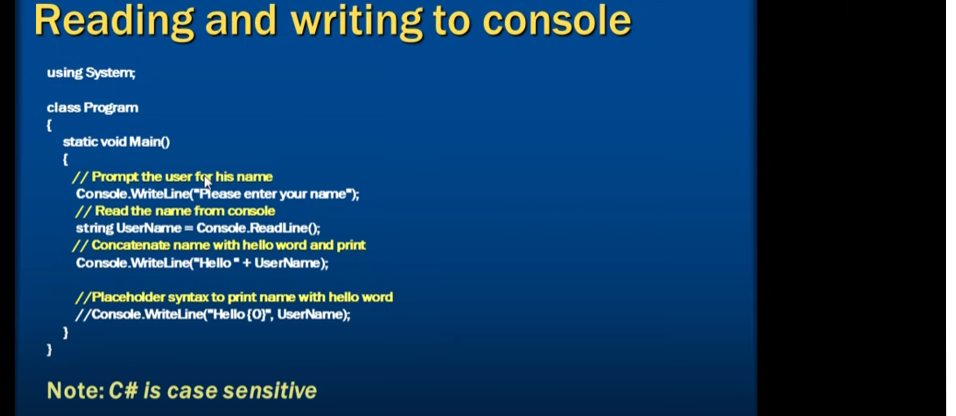 Reading and writing to console
using System;
class Program
{
static void Main()
{
// Prompt the user for his name
Console.WriteLine("Please enter your name");
// Read the name from console
string UserName = Console.ReadLine();
// Concatenate name with hello word and print
Console.WriteLine("Hello " + UserName);
//Placeholder syntax to print name with hello word
//Console.WriteLine("Hello {0}", UserName);
}
}
Note: C# is case sensitive